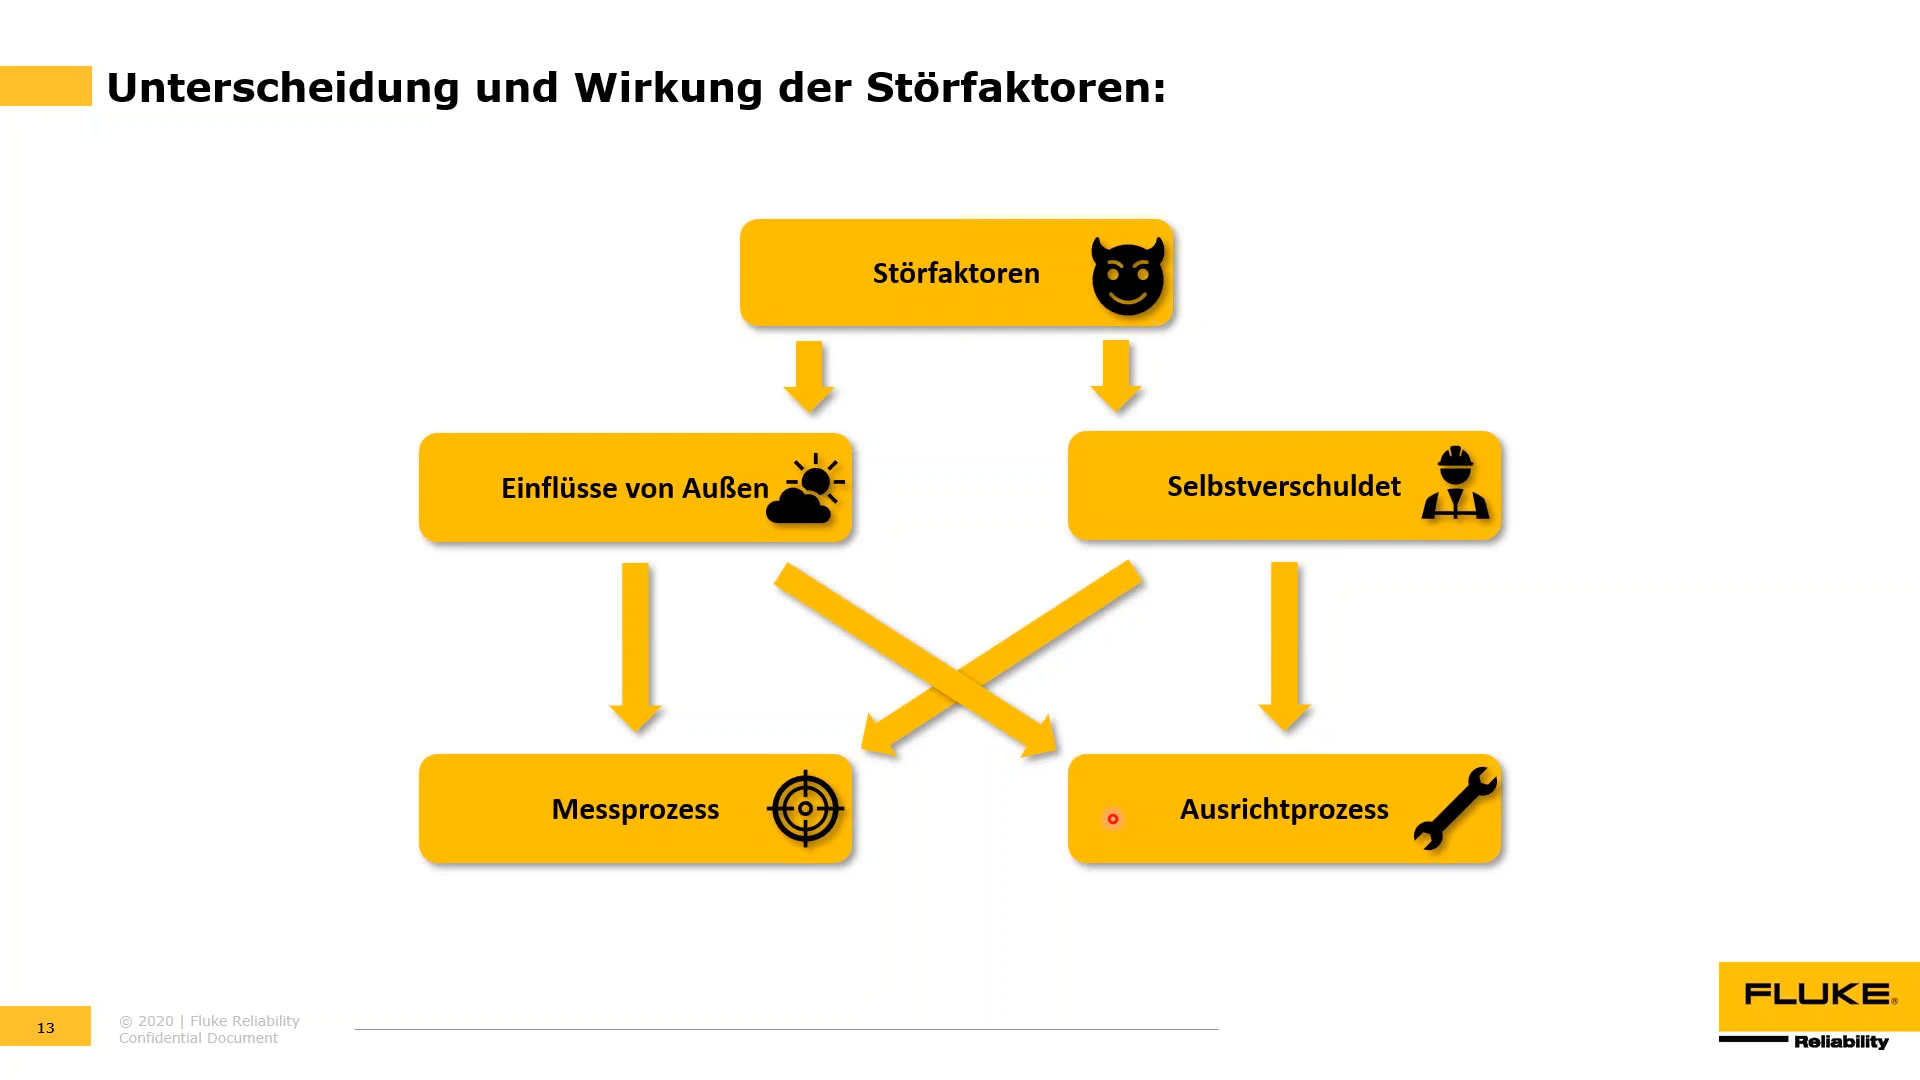 Unterscheidung und Wirkung der Störfaktoren:
Störfaktoren
Einflüsse von Außen
Selbstverschuldet
Messprozess
Ausrichtprozess
13
© 2020 | Fluke Reliability
Confidential Document
FLUKE®
Reliability